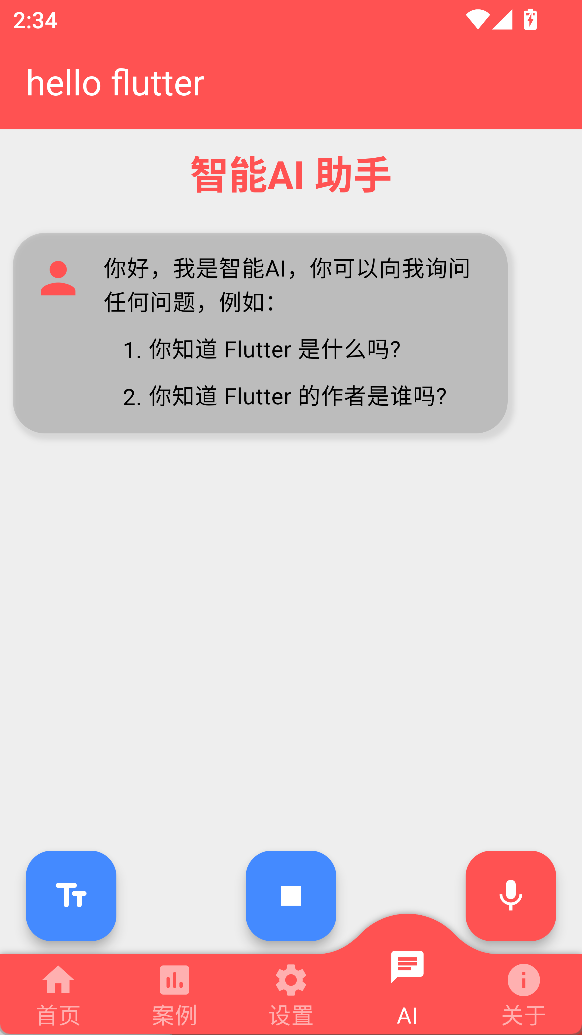 2:34
hello flutter
智能AI 助手
你好，我是智能AI，你可以向我询问
任何问题，例如：
1. 你知道 Flutter 是什么吗?
2. 你知道 Flutter 的作者是谁吗?
首页 案例 设置 AI 关于